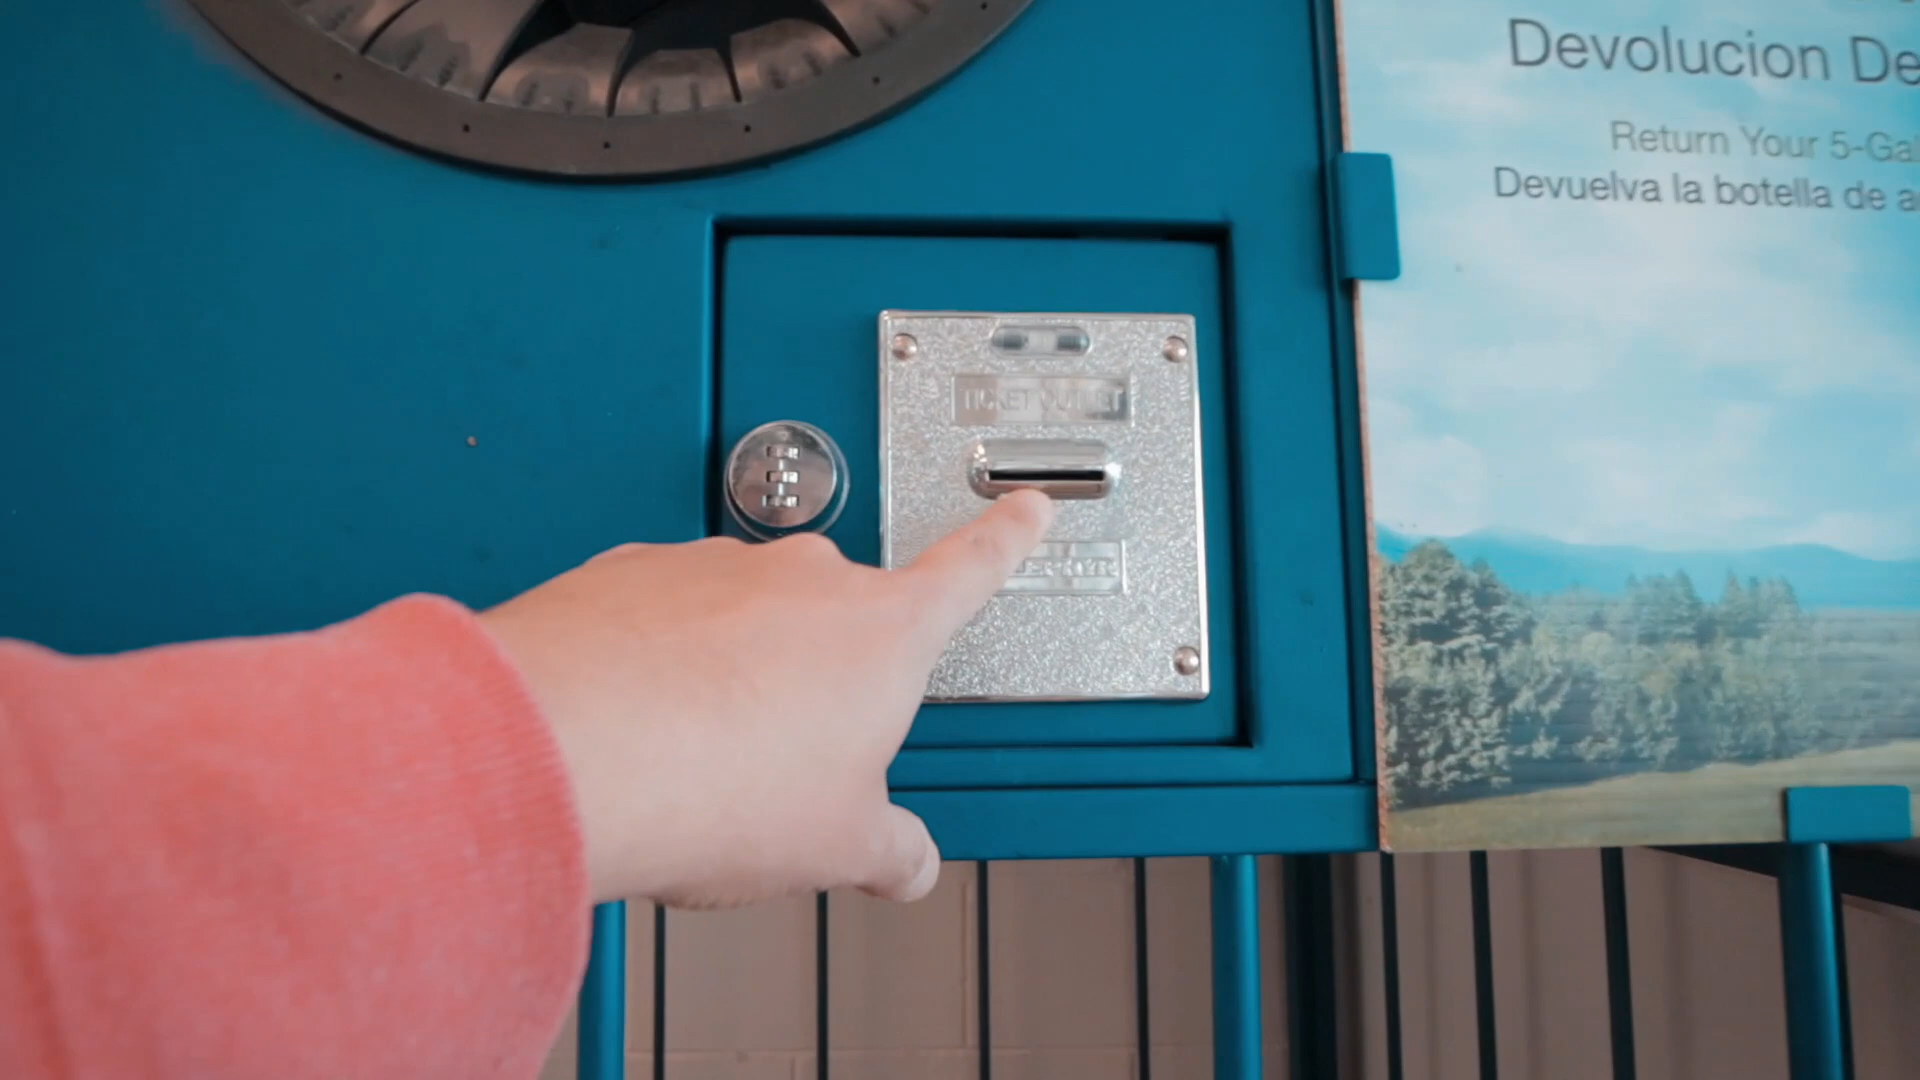 Devolucion De
Return Your 5-Gal
Devuelva la botella de a
TICKET OUTLET